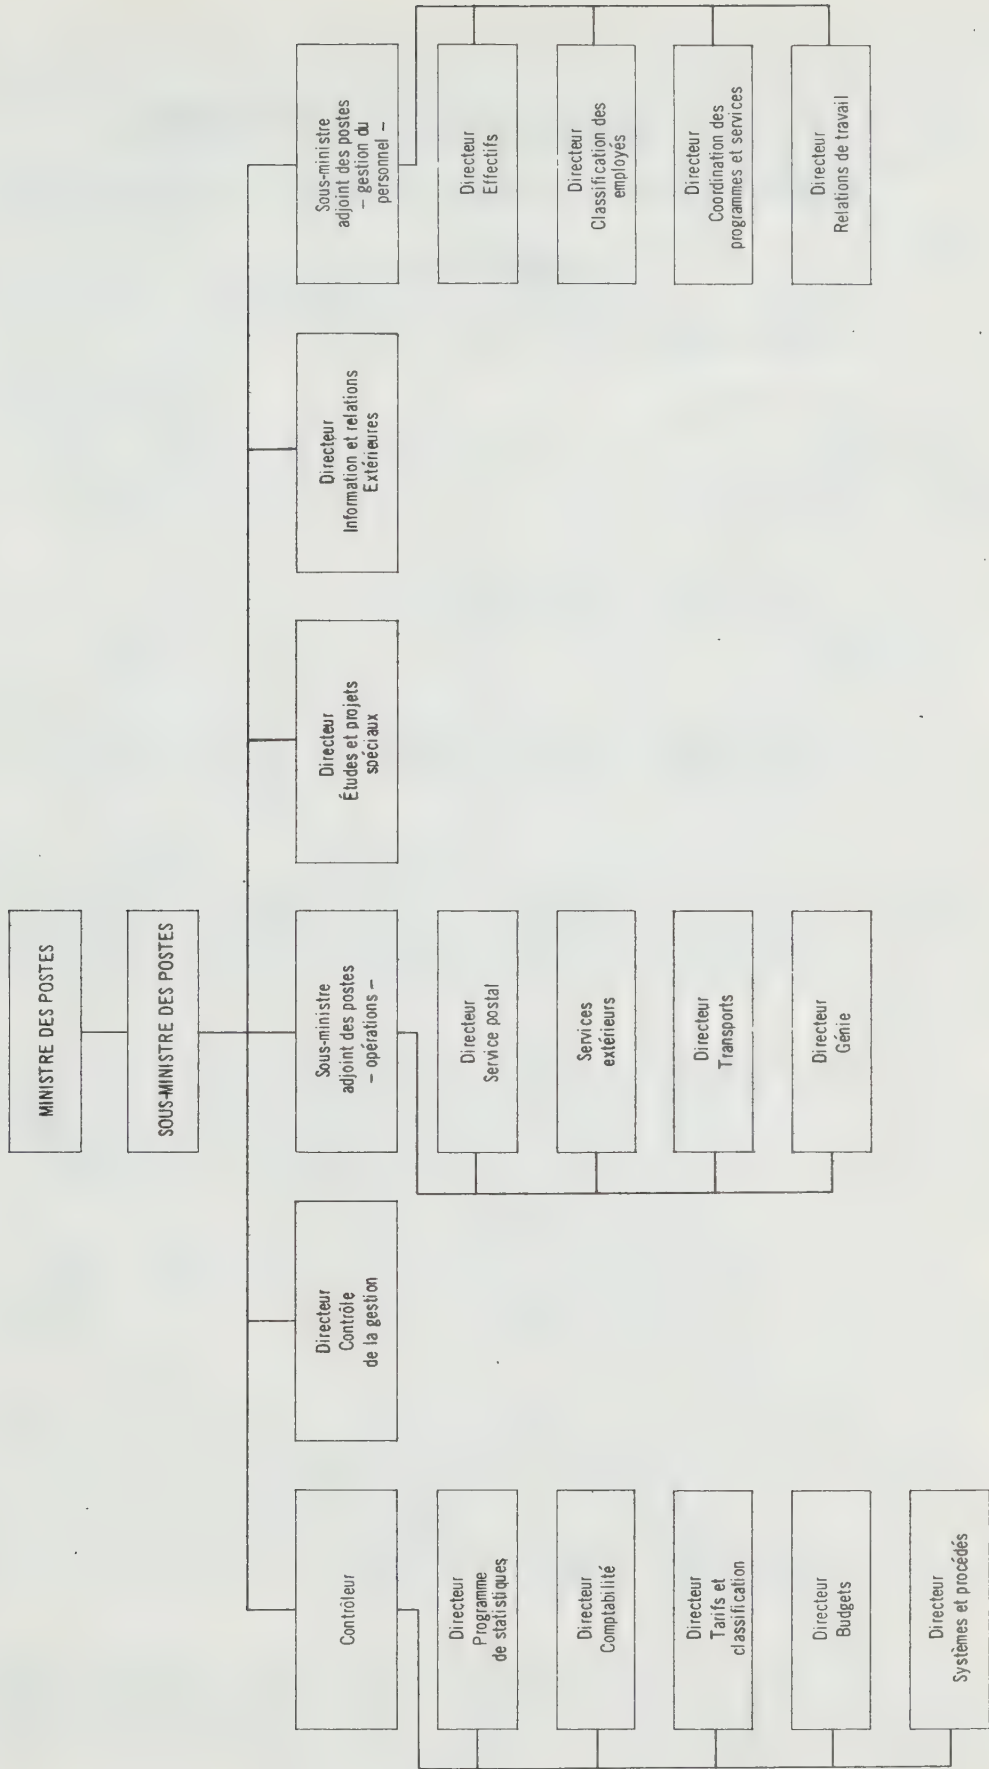 MINISTRE DES POSTES
SOUS-MINISTRE DES POSTES
Contrôleur
Directeur
Programme
de statistiques
Directeur
Comptabilité
Directeur
Tarifs et
classification
Directeur
Budgets
Directeur
Systèmes et procédés
Directeur
Contrôle
de la gestion
Sous-ministre
adjoint des postes
– opérations –
Directeur
Service postal
Services
extérieurs
Directeur
Transports
Directeur
Génie
Directeur
Études et projets
spéciaux
Directeur
Information et relations
Extérieures
Sous-ministre
adjoint des postes
– gestion du
personnel –
Directeur
Effectifs
Directeur
Classification des
employés
Directeur
Coordination des
programmes et services
Directeur
Relations de travail